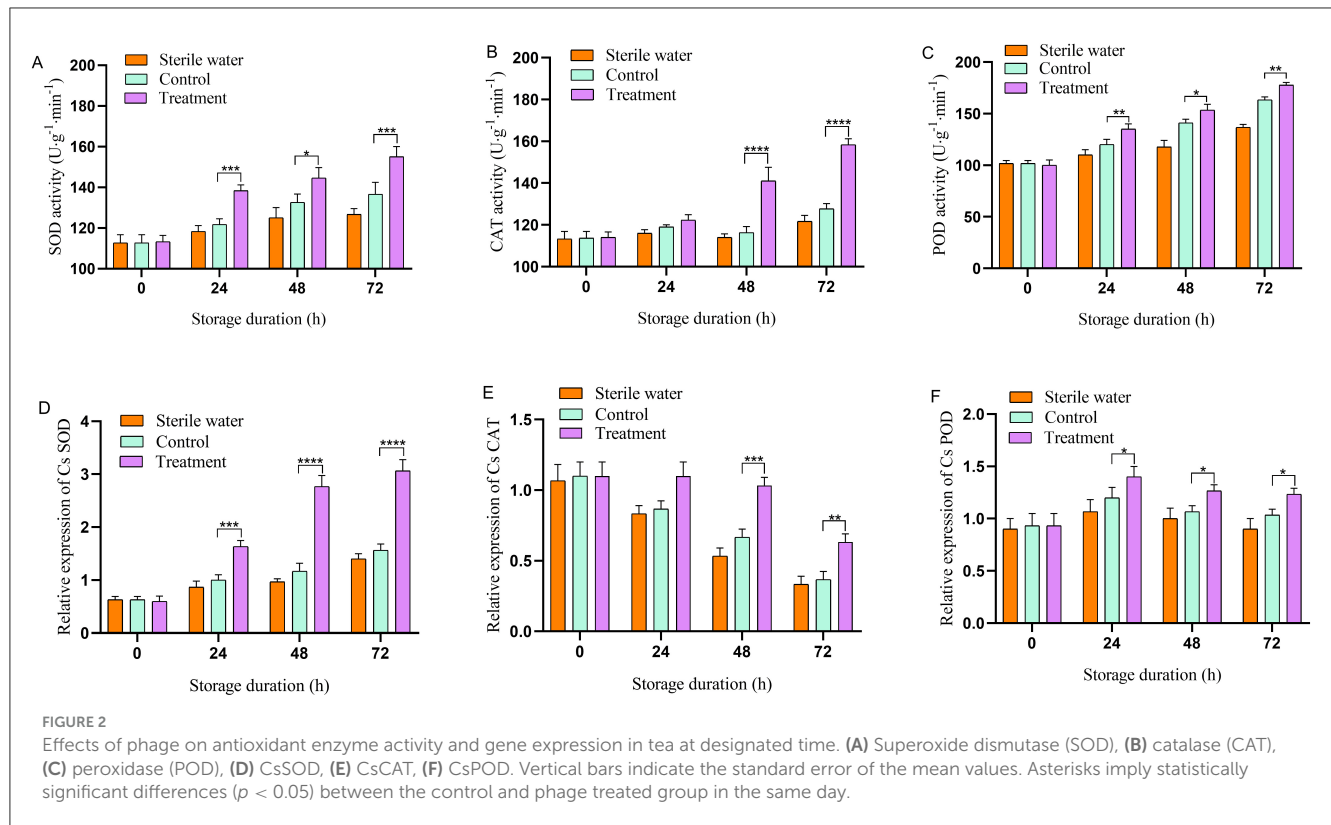 A
Sterile water
Control
Treatment
SOD activity (U·g⁻¹·min⁻¹)
200
180
160
140
120
100
***
*
***
0 24 48 72
Storage duration (h)
B
Sterile water
Control
Treatment
CAT activity (U·g⁻¹·min⁻¹)
200
180
160
140
120
100
****
****
0 24 48 72
Storage duration (h)
C
Sterile water
Control
Treatment
POD activity (U·g⁻¹·min⁻¹)
200
150
100
50
0
**
*
**
0 24 48 72
Storage duration (h)
D
Sterile water
Control
Treatment
Relative expression of Cs SOD
4
3
2
1
0
***
****
****
0 24 48 72
Storage duration (h)
E
Sterile water
Control
Treatment
Relative expression of Cs CAT
1.5
1.0
0.5
0.0
***
**
0 24 48 72
Storage duration (h)
F
Sterile water
Control
Treatment
Relative expression of Cs POD
2.0
1.5
1.0
0.5
0.0
*
*
*
0 24 48 72
Storage duration (h)
FIGURE 2
Effects of phage on antioxidant enzyme activity and gene expression in tea at designated time. (A) Superoxide dismutase (SOD), (B) catalase (CAT),
(C) peroxidase (POD), (D) CsSOD, (E) CsCAT, (F) CsPOD. Vertical bars indicate the standard error of the mean values. Asterisks imply statistically
significant differences (p < 0.05) between the control and phage treated group in the same day.